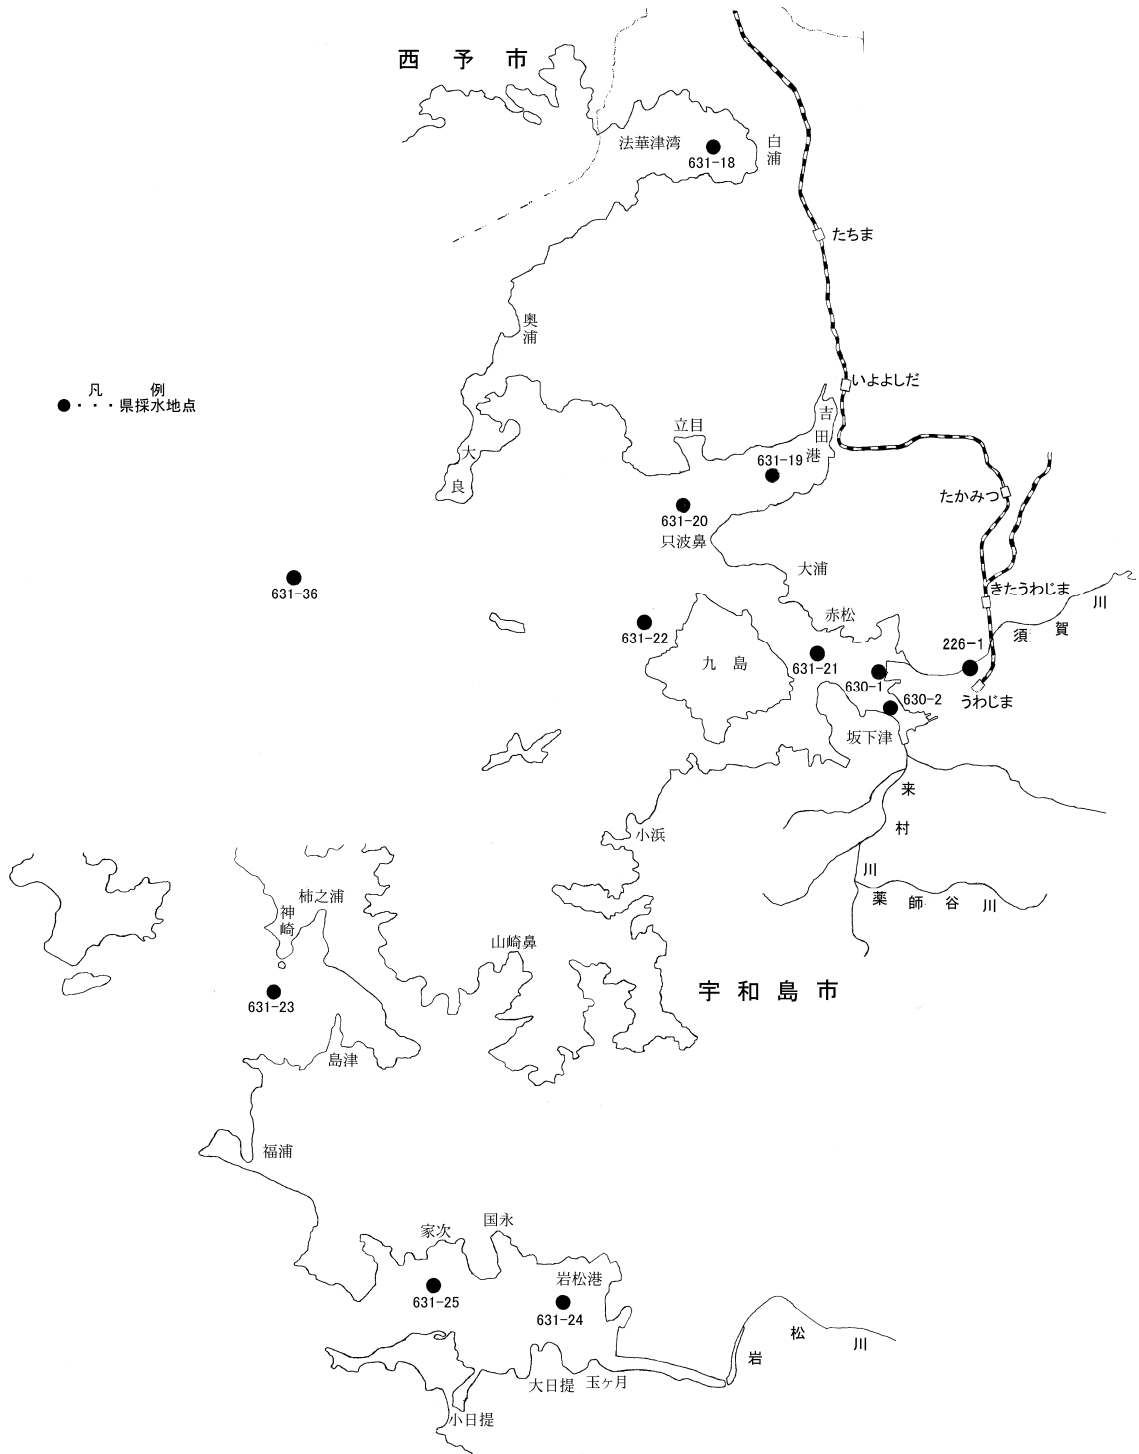 西予市
法華津湾
白浦
631-18
たちま
奥浦
いよよしだ
凡例
●・・・県採水地点
吉田港
立目
大良
631-19
たかみつ
631-20
只波鼻
大浦
631-36
きたうわじま
須賀川
赤松
631-22
226-1
九島
631-21
630-1
630-2
うわじま
坂下津
来村川
小浜
薬師谷川
柿之浦
神崎
山崎鼻
宇和島市
631-23
島津
福浦
国永
家次
岩松港
631-25
631-24
岩松川
大日提
玉ヶ月
小日提